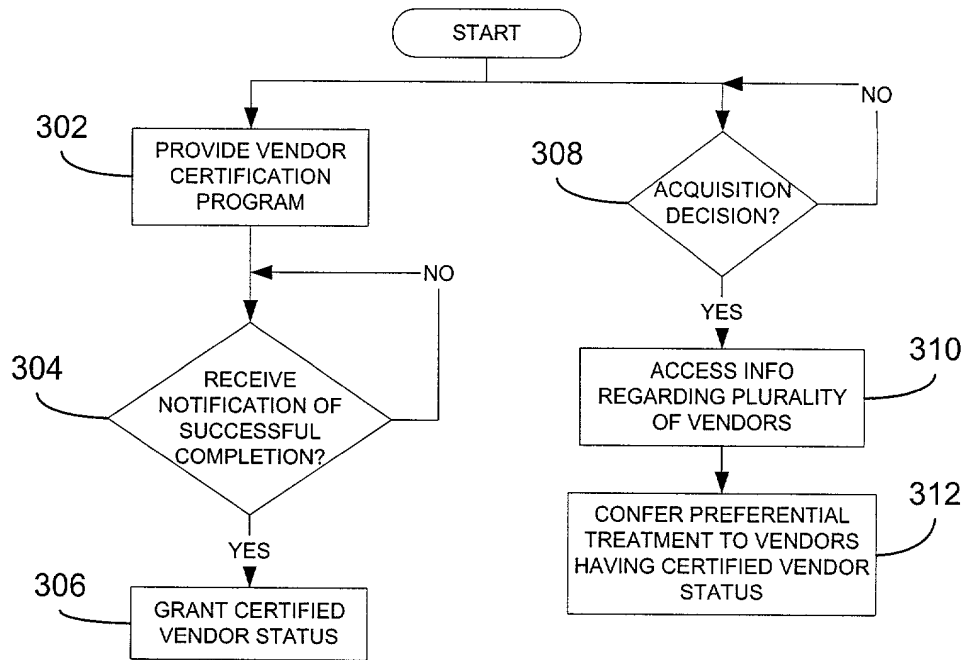 START
302
PROVIDE VENDOR
CERTIFICATION
PROGRAM
NO
304
RECEIVE
NOTIFICATION OF
SUCCESSFUL
COMPLETION?
YES
306
GRANT CERTIFIED
VENDOR STATUS
NO
308
ACQUISITION
DECISION?
YES
310
ACCESS INFO
REGARDING PLURALITY
OF VENDORS
312
CONFER PREFERENTIAL
TREATMENT TO VENDORS
HAVING CERTIFIED VENDOR
STATUS